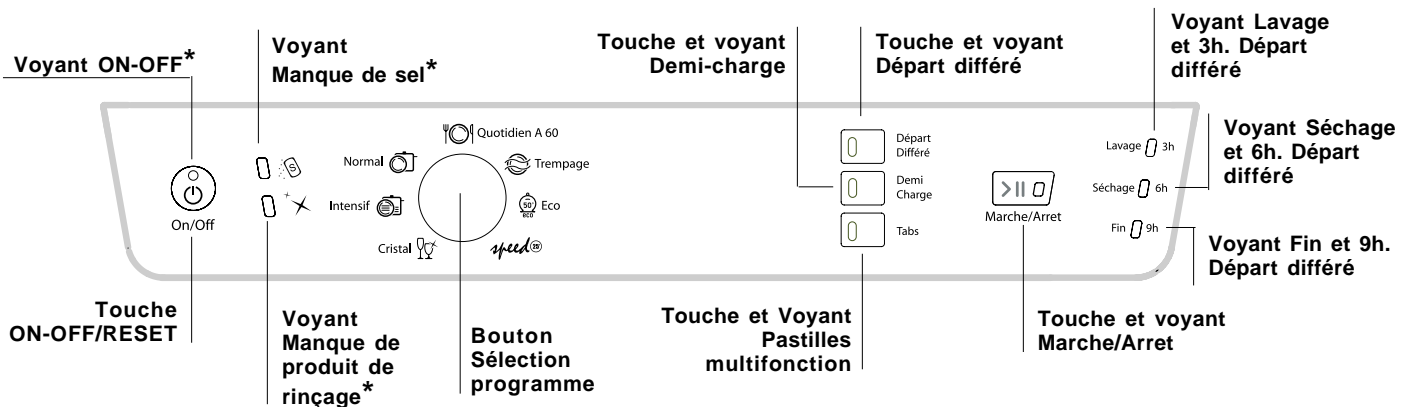 Voyant ON-OFF*
Voyant
Manque de sel*
Touche et voyant
Demi-charge
Touche et voyant
Départ différé
Voyant Lavage
et 3h. Départ
différé
Voyant Séchage
et 6h. Départ
différé
Voyant Fin et 9h.
Départ différé
On/Off
S
Quotidien A 60
Normal
Trempage
Intensif
50°
eco
Eco
Cristal
speed 25'
Départ
Différé
Demi
Charge
Tabs
Marche/Arret
Lavage 3h
Séchage 6h
Fin 9h
Touche
ON-OFF/RESET
Voyant
Manque de
produit de
rinçage*
Bouton
Sélection
programme
Touche et Voyant
Pastilles
multifonction
Touche et voyant
Marche/Arret